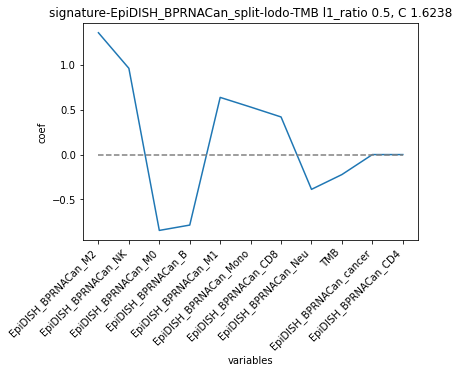 signature-EpiDISH_BPRNACan_split-lodo-TMB l1_ratio 0.5, C 1.6238
coef
1.0
0.5
0.0
−0.5
EpiDISH_BPRNACan_M2
EpiDISH_BPRNACan_NK
EpiDISH_BPRNACan_M0
EpiDISH_BPRNACan_B
EpiDISH_BPRNACan_M1
EpiDISH_BPRNACan_Mono
EpiDISH_BPRNACan_CD8
EpiDISH_BPRNACan_Neu
TMB
EpiDISH_BPRNACan_cancer
EpiDISH_BPRNACan_CD4
variables